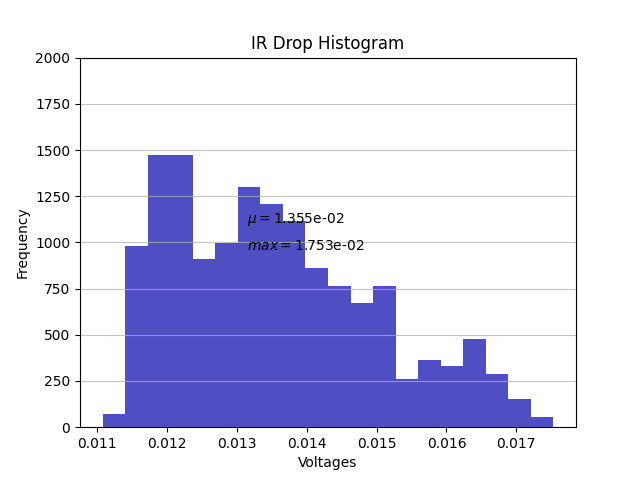 IR Drop Histogram
2000
1750
1500
1250
1000
750
500
250
0
Frequency
μ = 1.355e-02
max = 1.753e-02
0.011 0.012 0.013 0.014 0.015 0.016 0.017
Voltages